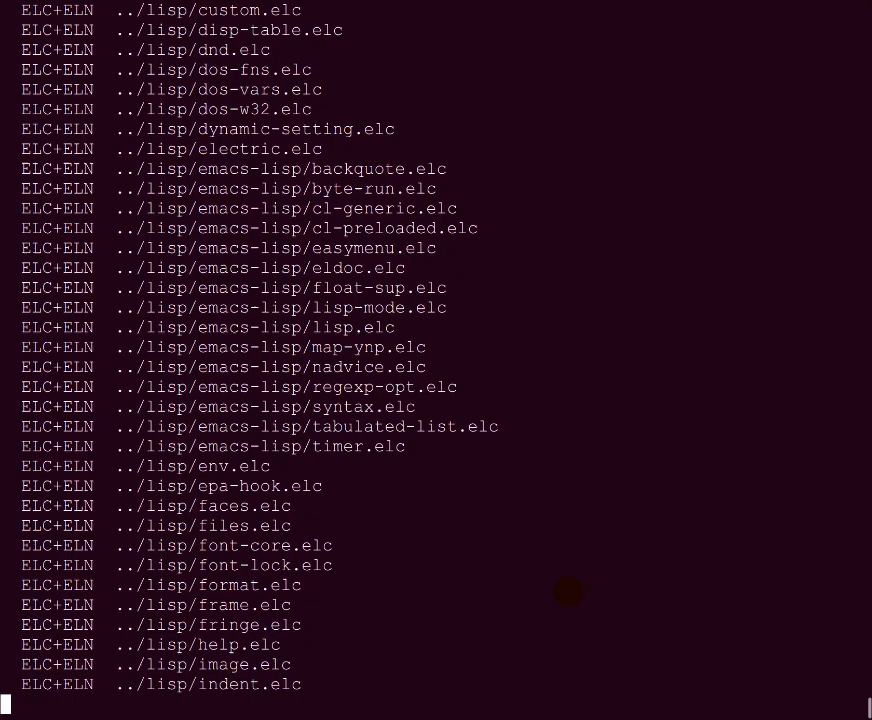 ELC+ELN ../lisp/custom.elc
ELC+ELN ../lisp/disp-table.elc
ELC+ELN ../lisp/dnd.elc
ELC+ELN ../lisp/dos-fns.elc
ELC+ELN ../lisp/dos-vars.elc
ELC+ELN ../lisp/dos-w32.elc
ELC+ELN ../lisp/dynamic-setting.elc
ELC+ELN ../lisp/electric.elc
ELC+ELN ../lisp/emacs-lisp/backquote.elc
ELC+ELN ../lisp/emacs-lisp/byte-run.elc
ELC+ELN ../lisp/emacs-lisp/cl-generic.elc
ELC+ELN ../lisp/emacs-lisp/cl-preloaded.elc
ELC+ELN ../lisp/emacs-lisp/easymenu.elc
ELC+ELN ../lisp/emacs-lisp/eldoc.elc
ELC+ELN ../lisp/emacs-lisp/float-sup.elc
ELC+ELN ../lisp/emacs-lisp/lisp-mode.elc
ELC+ELN ../lisp/emacs-lisp/lisp.elc
ELC+ELN ../lisp/emacs-lisp/map-ynp.elc
ELC+ELN ../lisp/emacs-lisp/nadvice.elc
ELC+ELN ../lisp/emacs-lisp/regexp-opt.elc
ELC+ELN ../lisp/emacs-lisp/syntax.elc
ELC+ELN ../lisp/emacs-lisp/tabulated-list.elc
ELC+ELN ../lisp/emacs-lisp/timer.elc
ELC+ELN ../lisp/env.elc
ELC+ELN ../lisp/epa-hook.elc
ELC+ELN ../lisp/faces.elc
ELC+ELN ../lisp/files.elc
ELC+ELN ../lisp/font-core.elc
ELC+ELN ../lisp/font-lock.elc
ELC+ELN ../lisp/format.elc
ELC+ELN ../lisp/frame.elc
ELC+ELN ../lisp/fringe.elc
ELC+ELN ../lisp/help.elc
ELC+ELN ../lisp/image.elc
ELC+ELN ../lisp/indent.elc